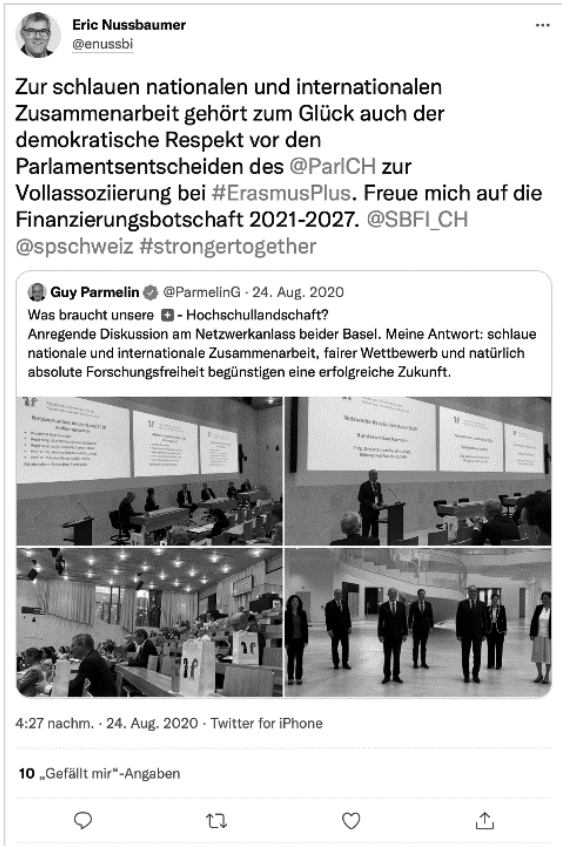 Eric Nussbaumer
@enussbi
Zur schlauen nationalen und internationalen
Zusammenarbeit gehört zum Glück auch der
demokratische Respekt vor den
Parlamentsentscheiden des @ParlCH zur
Vollassoziierung bei #ErasmusPlus. Freue mich auf die
Finanzierungsbotschaft 2021-2027. @SBFI_CH
@spschweiz #strongertogether
Guy Parmelin @ParmelinG · 24. Aug. 2020
Was braucht unsere 🇨🇭 - Hochschullandschaft?
Anregende Diskussion am Netzwerkanlass beider Basel. Meine Antwort: schlaue
nationale und internationale Zusammenarbeit, fairer Wettbewerb und natürlich
absolute Forschungsfreiheit begünstigen eine erfolgreiche Zukunft.
4:27 nachm. · 24. Aug. 2020 · Twitter for iPhone
10 „Gefällt mir“-Angaben